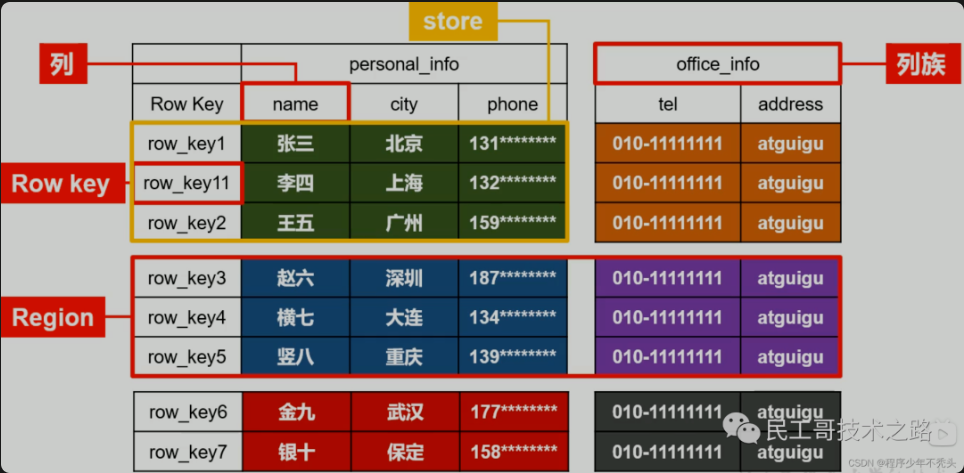 store
列
personal_info
office_info
列族
Row Key
name
city
phone
tel
address
row_key1
张三
北京
131********
010-11111111
atguigu
Row key
row_key11
李四
上海
132********
010-11111111
atguigu
row_key2
王五
广州
159********
010-11111111
atguigu
row_key3
赵六
深圳
187********
010-11111111
atguigu
Region
row_key4
横七
大连
134********
010-11111111
atguigu
row_key5
竖八
重庆
139********
010-11111111
atguigu
row_key6
金九
武汉
177********
010-11111111
atguigu
民工哥技术之路
row_key7
银十
保定
158********
010-11111111
atguigu
CSDN @程序少年不秃头